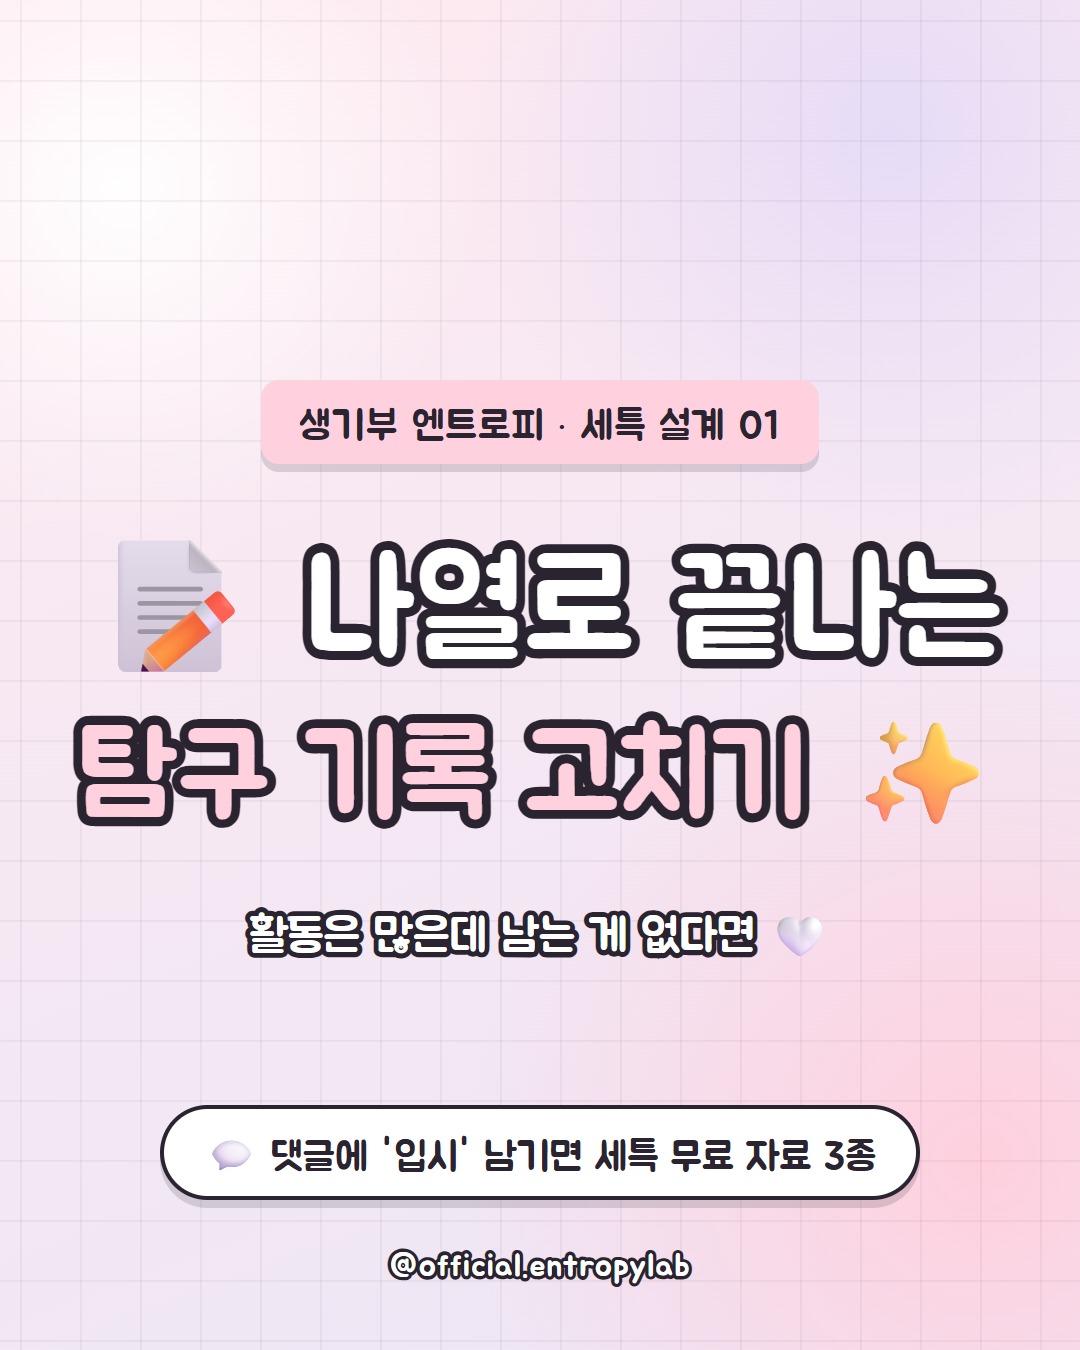 생기부 엔트로피 · 세특 설계 01
나열로 끝나는
탐구 기록 고치기
활동은 많은데 남는 게 없다면
댓글에 '입시' 남기면 세특 무료 자료 3종
@official.entropylab